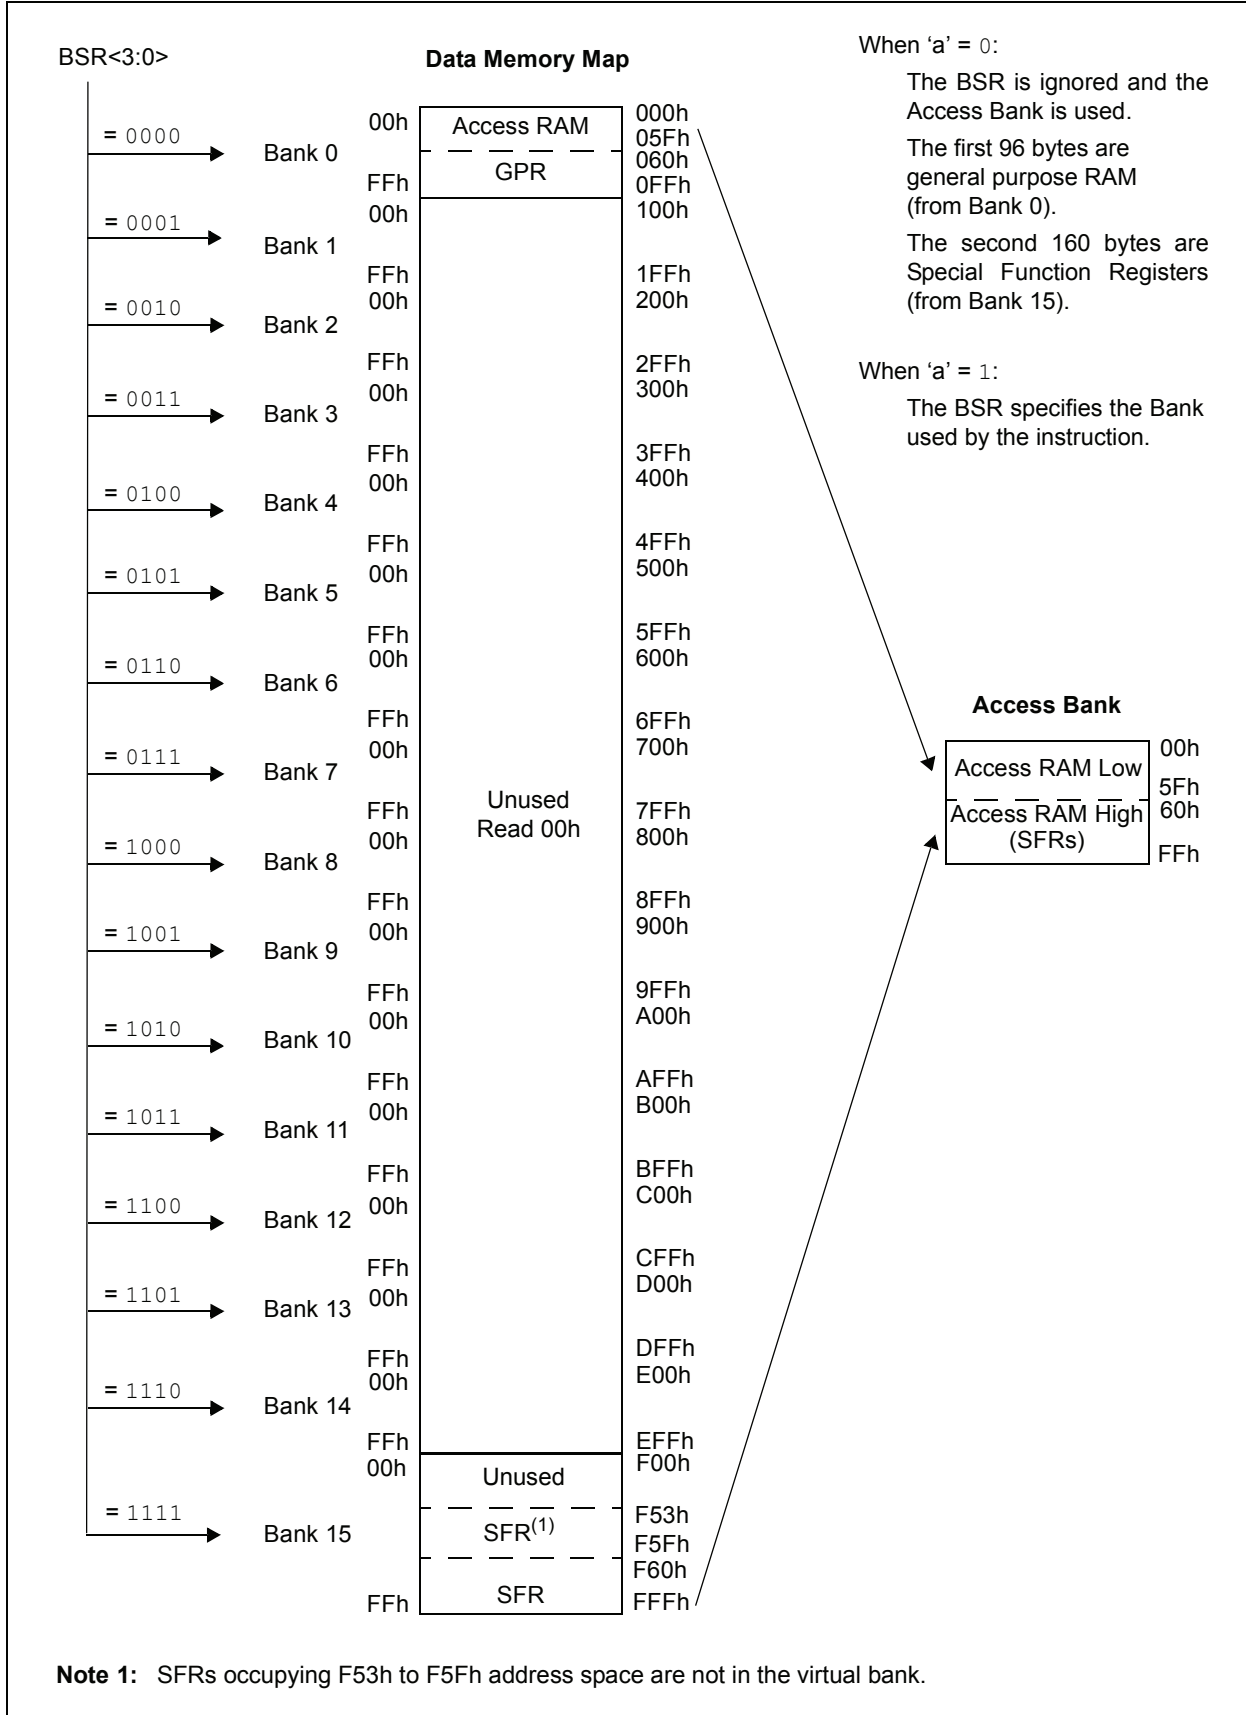 BSR<3:0>
Data Memory Map
When ‘a’ = 0:
The BSR is ignored and the
Access Bank is used.
The first 96 bytes are
general purpose RAM
(from Bank 0).
The second 160 bytes are
Special Function Registers
(from Bank 15).
When ‘a’ = 1:
The BSR specifies the Bank
used by the instruction.
= 0000
Bank 0
00h
Access RAM
000h
05Fh
060h
GPR
FFh
0FFh
= 0001
Bank 1
00h
100h
FFh
1FFh
= 0010
Bank 2
00h
200h
FFh
2FFh
= 0011
Bank 3
00h
300h
FFh
3FFh
= 0100
Bank 4
00h
400h
FFh
4FFh
= 0101
Bank 5
00h
500h
FFh
5FFh
= 0110
Bank 6
00h
600h
FFh
6FFh
= 0111
Bank 7
00h
700h
FFh
7FFh
Unused
Read 00h
= 1000
Bank 8
00h
800h
FFh
8FFh
= 1001
Bank 9
00h
900h
FFh
9FFh
= 1010
Bank 10
00h
A00h
FFh
AFFh
= 1011
Bank 11
00h
B00h
FFh
BFFh
= 1100
Bank 12
00h
C00h
FFh
CFFh
= 1101
Bank 13
00h
D00h
FFh
DFFh
= 1110
Bank 14
00h
E00h
FFh
EFFh
= 1111
Bank 15
00h
F00h
Unused
F53h
SFR(1)
F5Fh
F60h
SFR
FFh
FFFh
Access Bank
Access RAM Low
00h
5Fh
Access RAM High
(SFRs)
60h
FFh
Note 1: SFRs occupying F53h to F5Fh address space are not in the virtual bank.